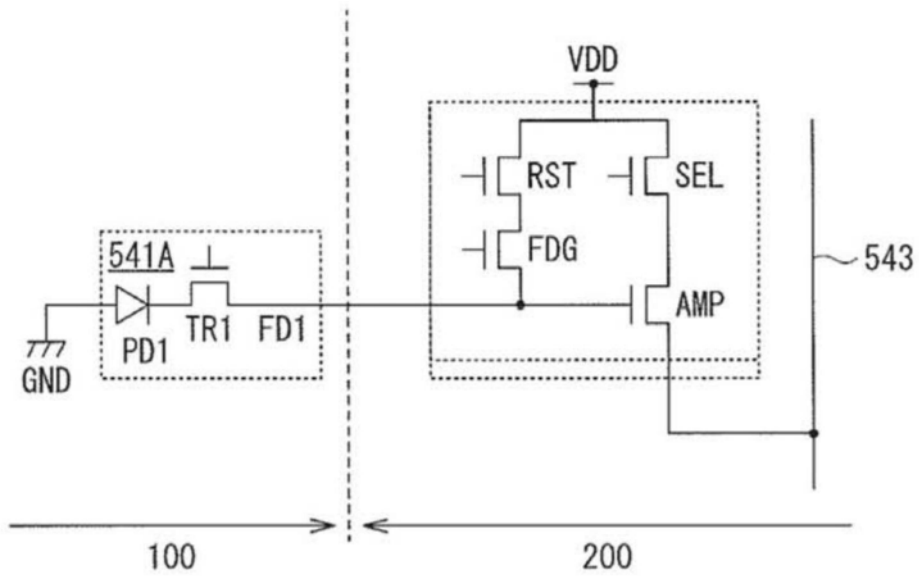 VDD
RST
SEL
FDG
541A
543
AMP
TR1
FD1
PD1
GND
100
200